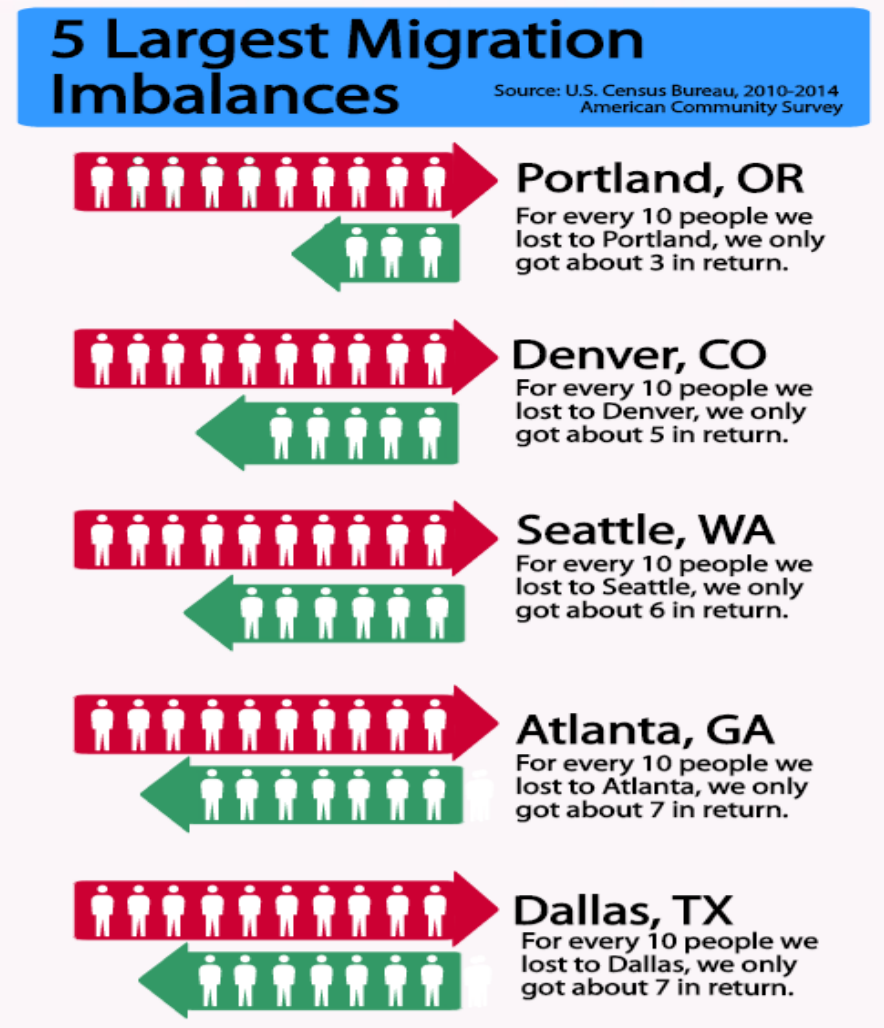 5 Largest Migration
Imbalances
Source: U.S. Census Bureau, 2010-2014
American Community Survey
Portland, OR
For every 10 people we
lost to Portland, we only
got about 3 in return.
Denver, CO
For every 10 people we
lost to Denver, we only
got about 5 in return.
Seattle, WA
For every 10 people we
lost to Seattle, we only
got about 6 in return.
Atlanta, GA
For every 10 people we
lost to Atlanta, we only
got about 7 in return.
Dallas, TX
For every 10 people we
lost to Dallas, we only
got about 7 in return.